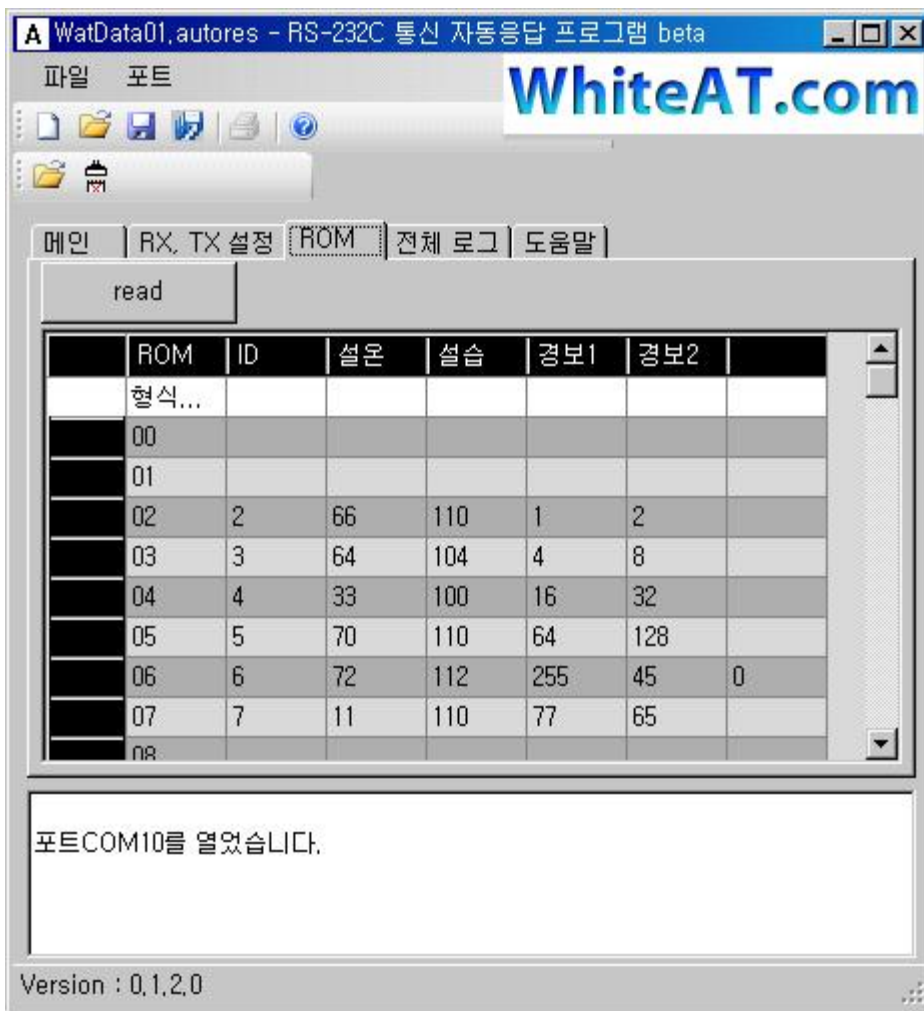 A WatData01.autores - RS-232C 통신 자동응답 프로그램 beta
파일 포트
WhiteAT.com
메인 RX, TX 설정 ROM 전체 로그 도움말
read
ROM ID 설온 설습 경보1 경보2
형식...
00
01
02 2 66 110 1 2
03 3 64 104 4 8
04 4 33 100 16 32
05 5 70 110 64 128
06 6 72 112 255 45 0
07 7 11 110 77 65
08
포트COM10를 열었습니다.
Version : 0.1.2.0